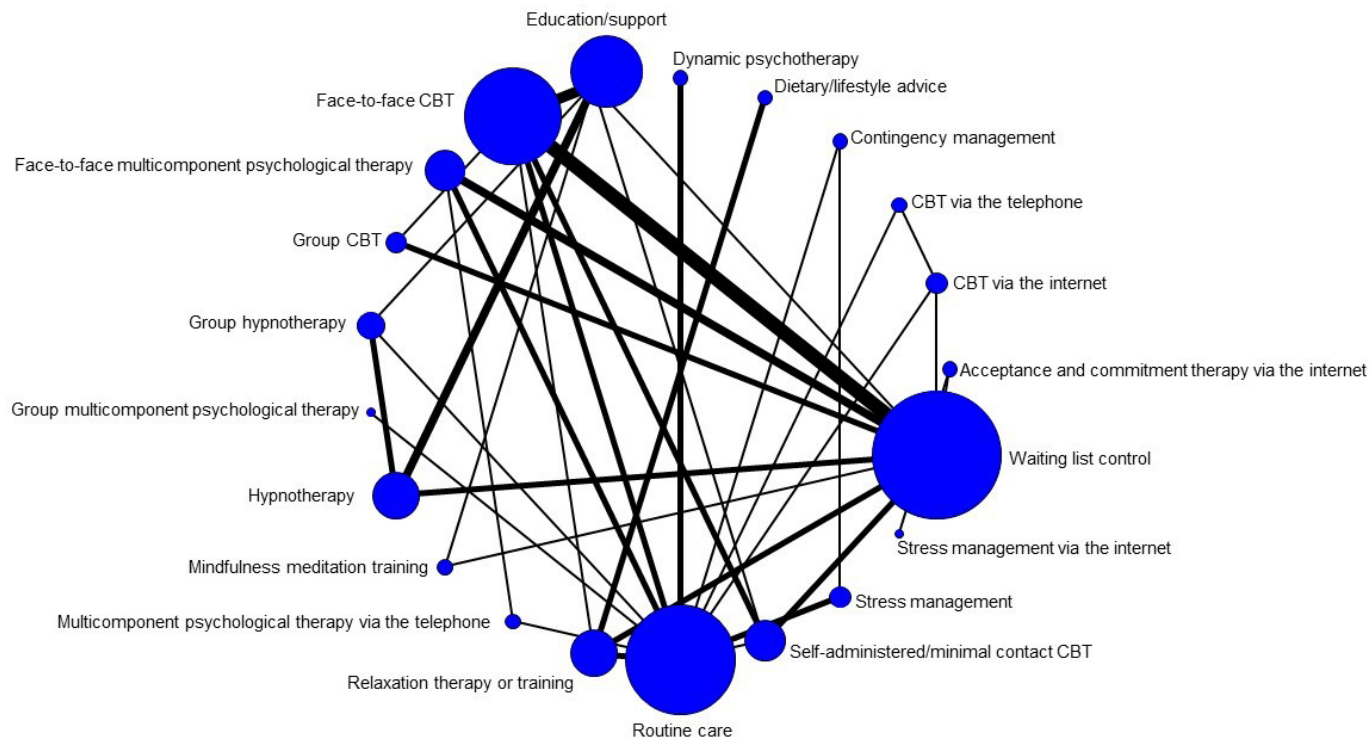 Education/support
Dynamic psychotherapy
Dietary/lifestyle advice
Face-to-face CBT
Contingency management
Face-to-face multicomponent psychological therapy
CBT via the telephone
Group CBT
CBT via the internet
Group hypnotherapy
Acceptance and commitment therapy via the internet
Group multicomponent psychological therapy
Waiting list control
Hypnotherapy
Stress management via the internet
Mindfulness meditation training
Stress management
Multicomponent psychological therapy via the telephone
Self-administered/minimal contact CBT
Relaxation therapy or training
Routine care